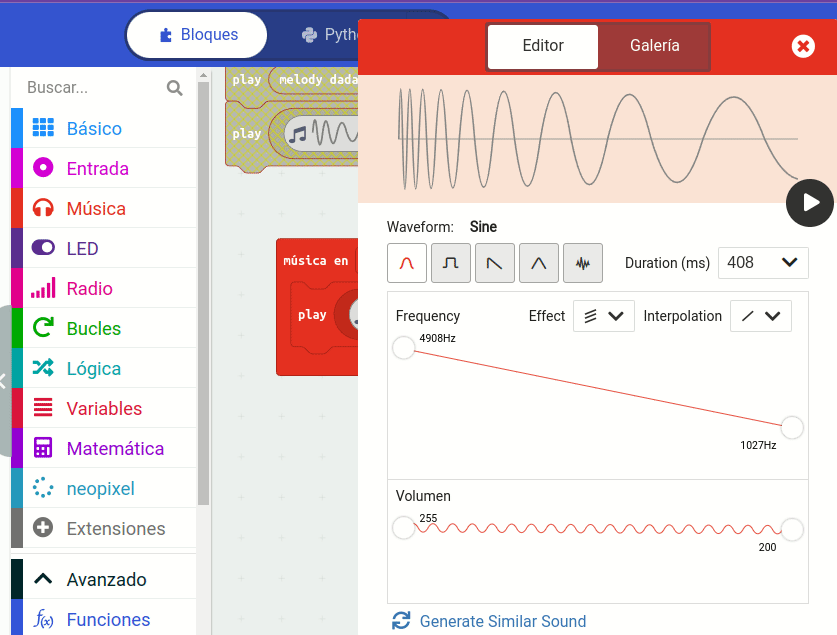 Bloques
Pyth
Editor
Galería
Buscar...
Básico
Entrada
Música
LED
Radio
Bucles
Lógica
Variables
Matemática
neopixel
Extensiones
Avanzado
f(x) Funciones
play melody dada
play
música en
play
Waveform: Sine
Duration (ms) 408
Frequency Effect Interpolation
4908Hz
1027Hz
Volumen
255
200
Generate Similar Sound